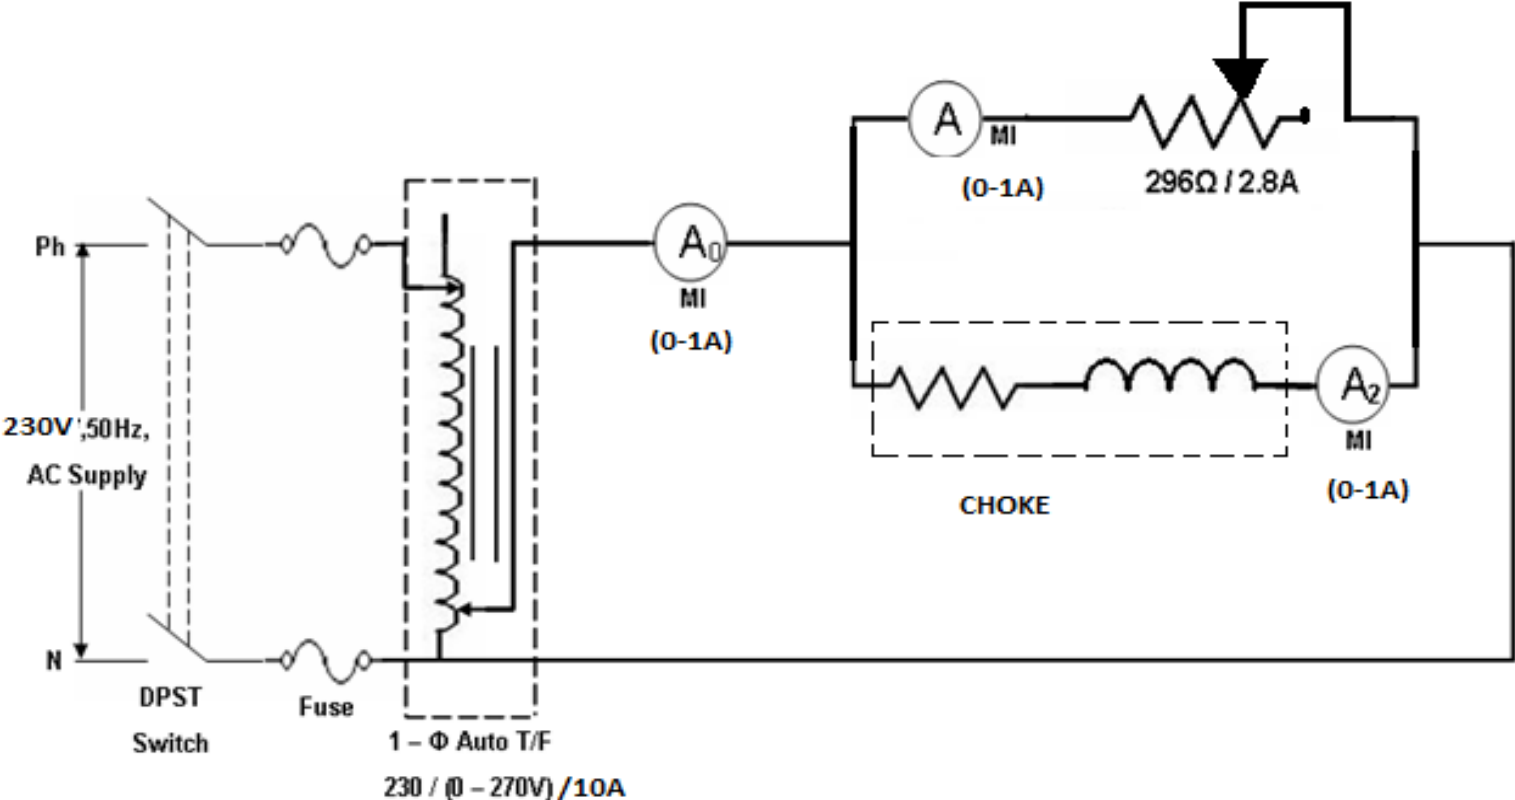 A
MI
(0-1A)
296Ω / 2.8A
Ph
A0
MI
(0-1A)
230V ,50Hz,
AC Supply
A2
MI
(0-1A)
CHOKE
N
DPST
Switch
Fuse
1 – Φ Auto T/F
230 / (0 – 270V) /10A